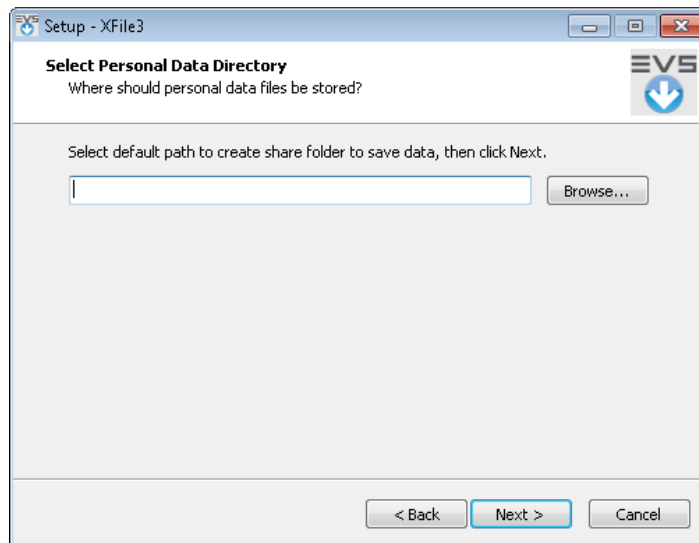 EVS
Setup - XFile3
Select Personal Data Directory
Where should personal data files be stored?
EVS
Select default path to create share folder to save data, then click Next.
Browse...
< Back
Next >
Cancel